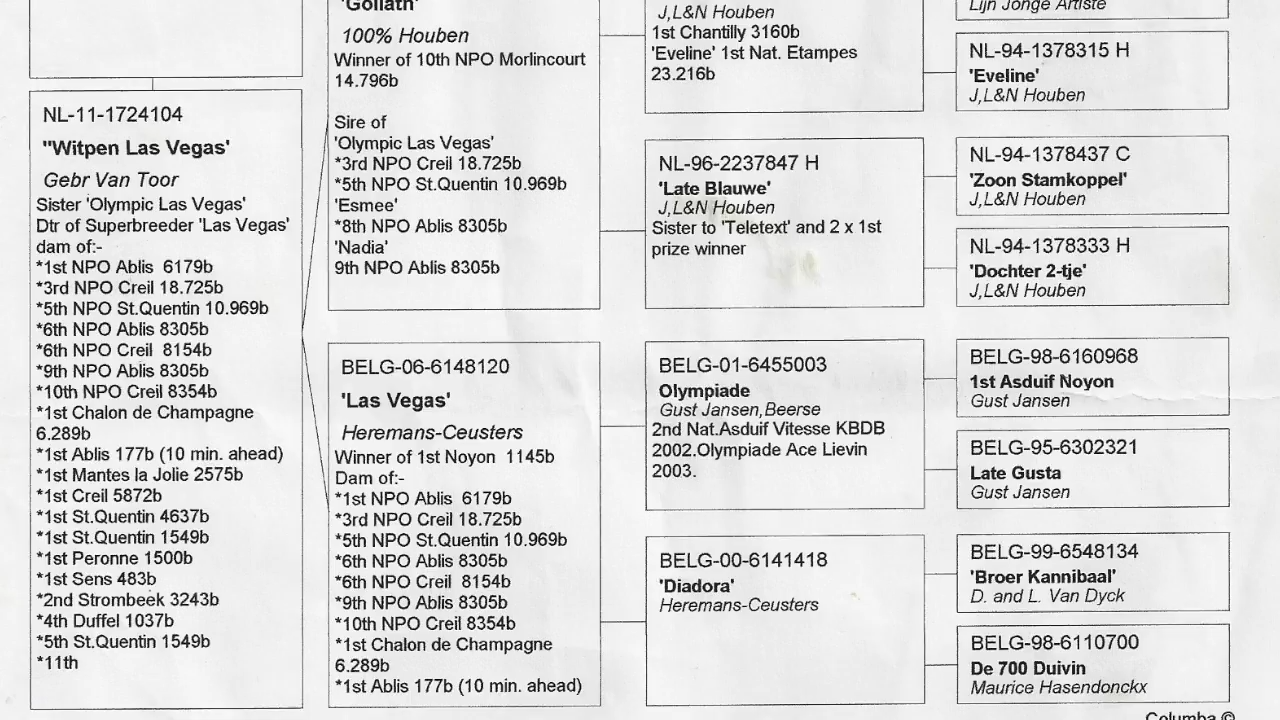 NL-11-1724104
"Witpen Las Vegas'
Gebr Van Toor
Sister 'Olympic Las Vegas'
Dtr of Superbreeder 'Las Vegas'
dam of:-
*1st NPO Ablis 6179b
*3rd NPO Creil 18.725b
*5th NPO St.Quentin 10.969b
*6th NPO Ablis 8305b
*6th NPO Creil 8154b
*9th NPO Ablis 8305b
*10th NPO Creil 8354b
*1st Chalon de Champagne
6.289b
*1st Ablis 177b (10 min. ahead)
*1st Mantes la Jolie 2575b
*1st Creil 5872b
*1st St.Quentin 4637b
*1st St.Quentin 1549b
*1st Peronne 1500b
*1st Sens 483b
*2nd Strombeek 3243b
*4th Duffel 1037b
*5th St.Quentin 1549b
*11th
'Goliath'
100% Houben
Winner of 10th NPO Morlincourt
14.796b
Sire of
'Olympic Las Vegas'
*3rd NPO Creil 18.725b
*5th NPO St.Quentin 10.969b
'Esmee'
*8th NPO Ablis 8305b
'Nadia'
9th NPO Ablis 8305b
BELG-06-6148120
'Las Vegas'
Heremans-Ceusters
Winner of 1st Noyon 1145b
Dam of:-
*1st NPO Ablis 6179b
*3rd NPO Creil 18.725b
*5th NPO St.Quentin 10.969b
*6th NPO Ablis 8305b
*6th NPO Creil 8154b
*9th NPO Ablis 8305b
*10th NPO Creil 8354b
*1st Chalon de Champagne
6.289b
*1st Ablis 177b (10 min. ahead)
J,L&N Houben
1st Chantilly 3160b
'Eveline' 1st Nat. Etampes
23.216b
NL-96-2237847 H
'Late Blauwe'
J,L&N Houben
Sister to 'Teletext' and 2 x 1st
prize winner
BELG-01-6455003
Olympiade
Gust Jansen,Beerse
2nd Nat.Asduif Vitesse KBDB
2002.Olympiade Ace Lievin
2003.
BELG-00-6141418
'Diadora'
Heremans-Ceusters
Lijn Jonge Artiste
NL-94-1378315 H
'Eveline'
J,L&N Houben
NL-94-1378437 C
'Zoon Stamkoppel'
J,L&N Houben
NL-94-1378333 H
'Dochter 2-tje'
J,L&N Houben
BELG-98-6160968
1st Asduif Noyon
Gust Jansen
BELG-95-6302321
Late Gusta
Gust Jansen
BELG-99-6548134
'Broer Kannibaal'
D. and L. Van Dyck
BELG-98-6110700
De 700 Duivin
Maurice Hasendonckx
Columba ©